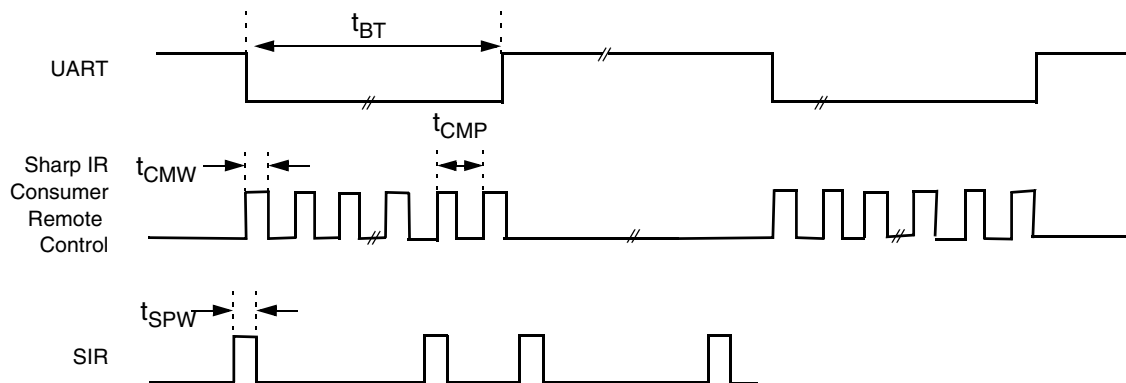 tBT
UART
tCMP
Sharp IR
Consumer
Remote
Control
tCMW
tSPW
SIR